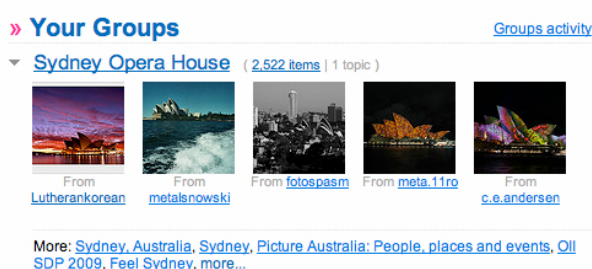 » Your Groups
Groups activity
Sydney Opera House ( 2,522 items | 1 topic )
From Lutherankorean
From metalsnowski
From fotospasm
From meta.11ro
From c.e.andersen
More: Sydney, Australia, Sydney, Picture Australia: People, places and events, Oll
SDP 2009, Feel Sydney, more...